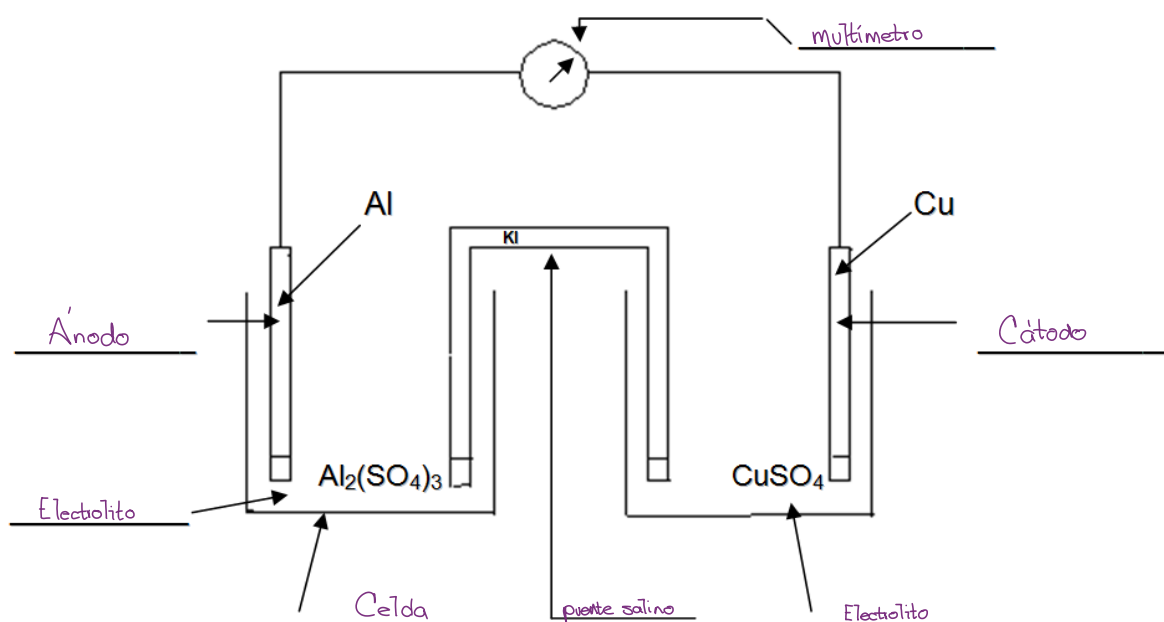 multímetro
Al
Cu
KI
Ánodo
Cátodo
Al₂(SO₄)₃
CuSO₄
Electrolito
Celda
puente salino
Electrolito